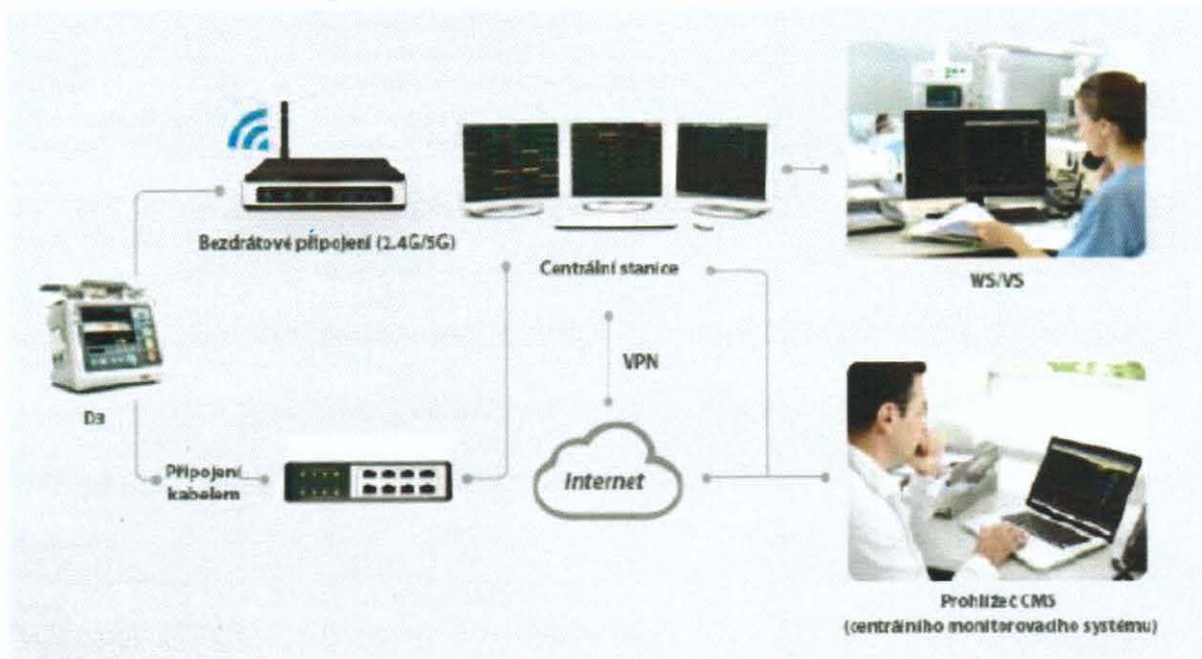 Bezdrátové připojení (2.4G/5G)
Centrální stanice
WS/VS
VPN
D3
Připojení
kabelem
Internet
Prohlížeč CMS
(centrálního monitorovacího systému)